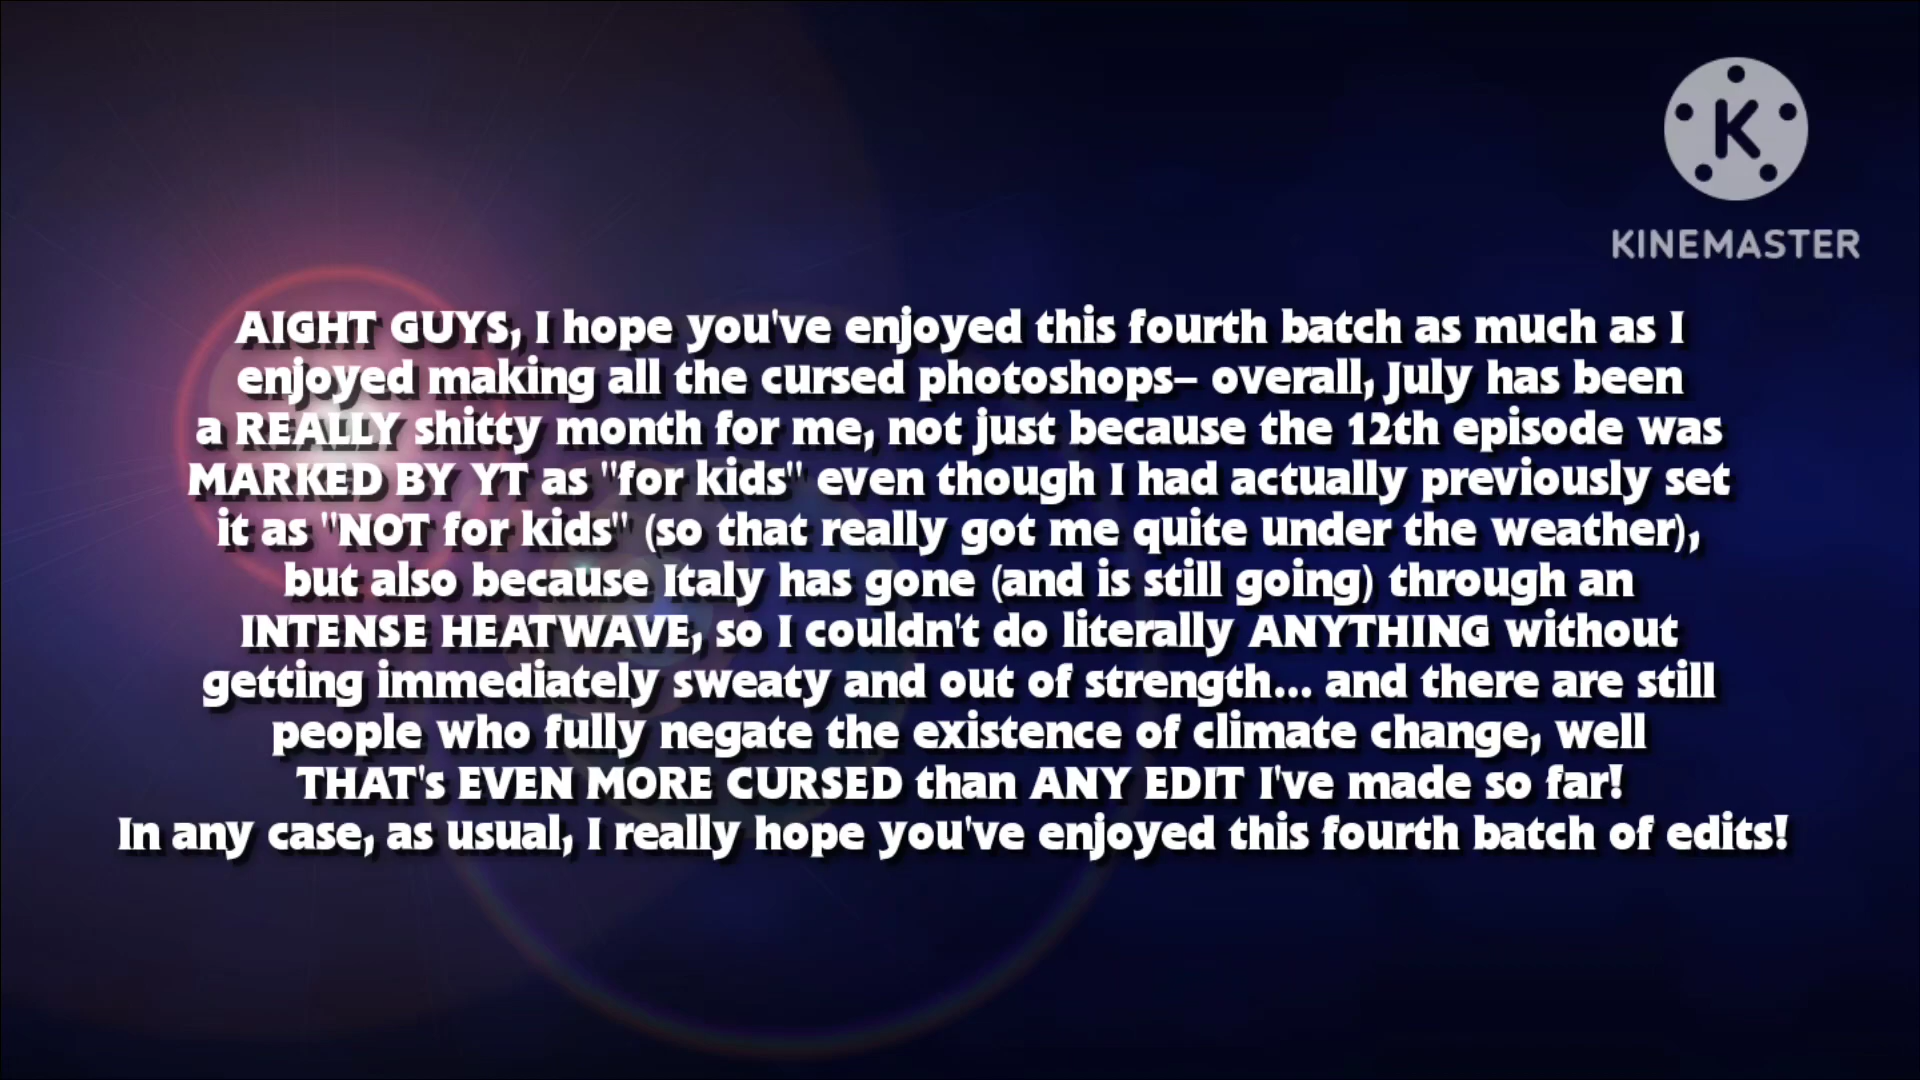 K
KINEMASTER
AIGHT GUYS, I hope you've enjoyed this fourth batch as much as I
enjoyed making all the cursed photoshops– overall, July has been
a REALLY shitty month for me, not just because the 12th episode was
MARKED BY YT as "for kids" even though I had actually previously set
it as "NOT for kids" (so that really got me quite under the weather),
but also because Italy has gone (and is still going) through an
INTENSE HEATWAVE, so I couldn't do literally ANYTHING without
getting immediately sweaty and out of strength... and there are still
people who fully negate the existence of climate change, well
THAT's EVEN MORE CURSED than ANY EDIT I've made so far!
In any case, as usual, I really hope you've enjoyed this fourth batch of edits!